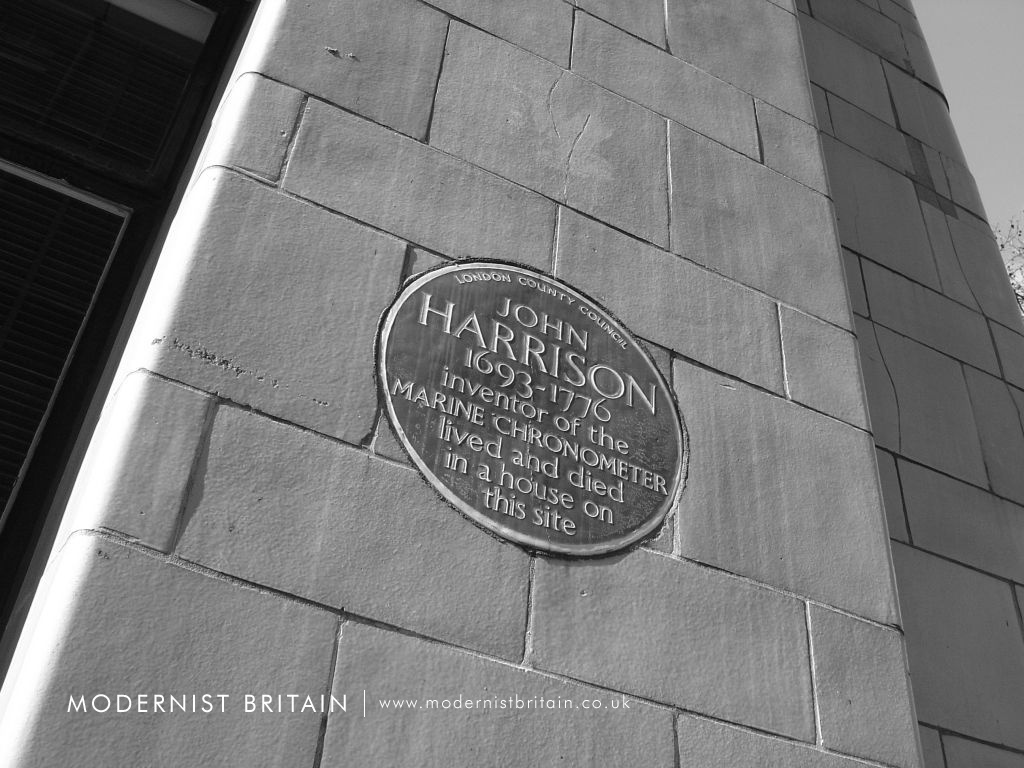 LONDON COUNTY COUNCIL
JOHN
HARRISON
1693-1776
inventor of the
MARINE CHRONOMETER
lived and died
in a house on
this site
MODERNIST BRITAIN | www.modernistbritain.co.uk